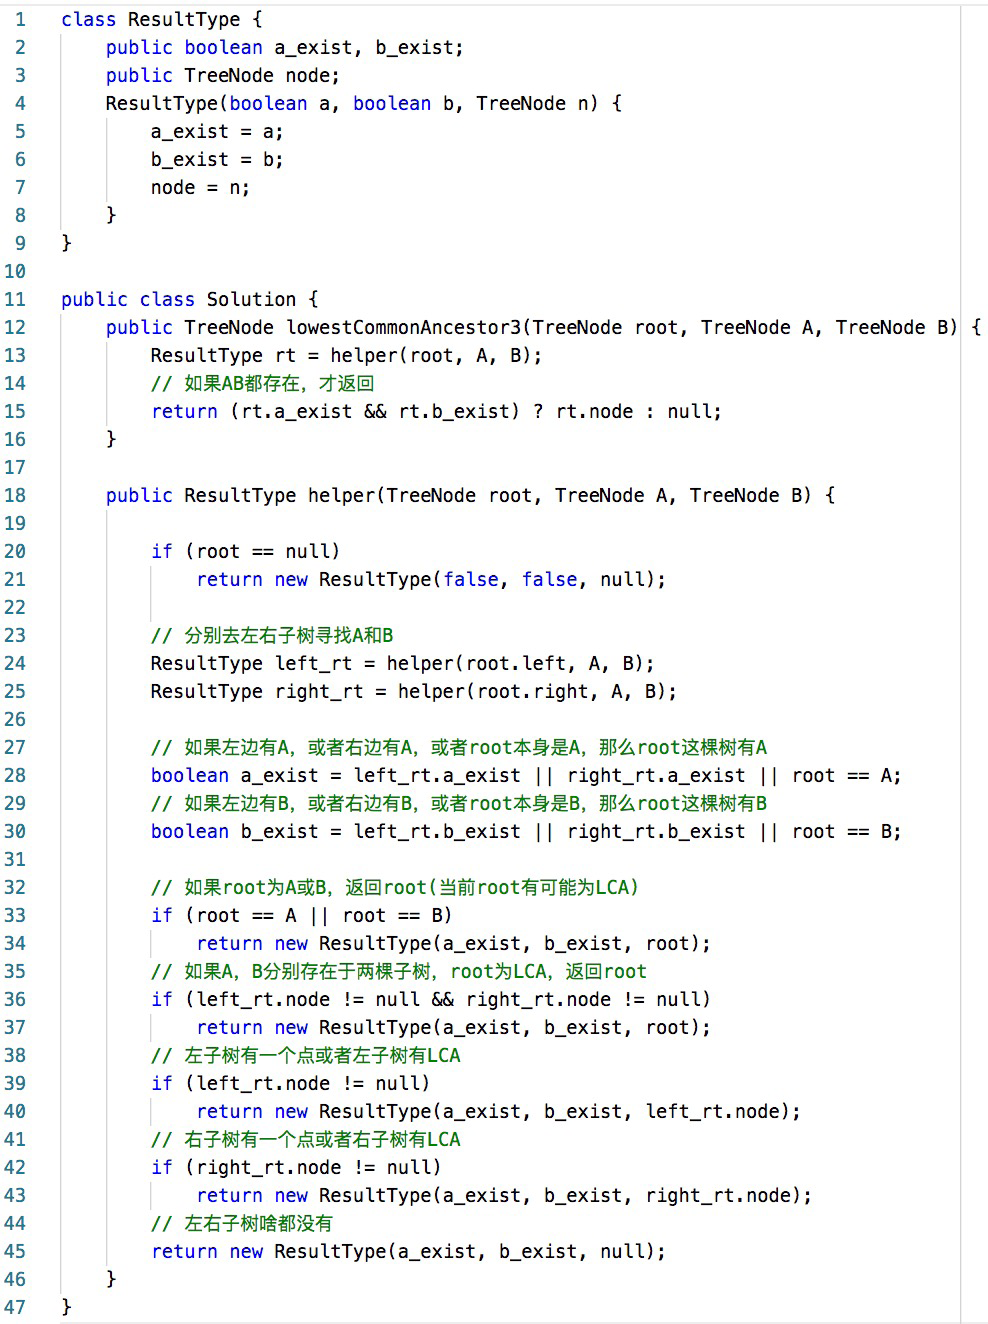 1 class ResultType {
2 public boolean a_exist, b_exist;
3 public TreeNode node;
4 ResultType(boolean a, boolean b, TreeNode n) {
5 a_exist = a;
6 b_exist = b;
7 node = n;
8 }
9 }
10
11 public class Solution {
12 public TreeNode lowestCommonAncestor3(TreeNode root, TreeNode A, TreeNode B) {
13 ResultType rt = helper(root, A, B);
14 // 如果AB都存在，才返回
15 return (rt.a_exist && rt.b_exist) ? rt.node : null;
16 }
17
18 public ResultType helper(TreeNode root, TreeNode A, TreeNode B) {
19
20 if (root == null)
21 return new ResultType(false, false, null);
22
23 // 分别去左右子树寻找A和B
24 ResultType left_rt = helper(root.left, A, B);
25 ResultType right_rt = helper(root.right, A, B);
26
27 // 如果左边有A，或者右边有A，或者root本身是A，那么root这棵树有A
28 boolean a_exist = left_rt.a_exist || right_rt.a_exist || root == A;
29 // 如果左边有B，或者右边有B，或者root本身是B，那么root这棵树有B
30 boolean b_exist = left_rt.b_exist || right_rt.b_exist || root == B;
31
32 // 如果root为A或B，返回root(当前root有可能为LCA)
33 if (root == A || root == B)
34 return new ResultType(a_exist, b_exist, root);
35 // 如果A，B分别存在于两棵子树，root为LCA，返回root
36 if (left_rt.node != null && right_rt.node != null)
37 return new ResultType(a_exist, b_exist, root);
38 // 左子树有一个点或者左子树有LCA
39 if (left_rt.node != null)
40 return new ResultType(a_exist, b_exist, left_rt.node);
41 // 右子树有一个点或者右子树有LCA
42 if (right_rt.node != null)
43 return new ResultType(a_exist, b_exist, right_rt.node);
44 // 左右子树啥都没有
45 return new ResultType(a_exist, b_exist, null);
46 }
47 }